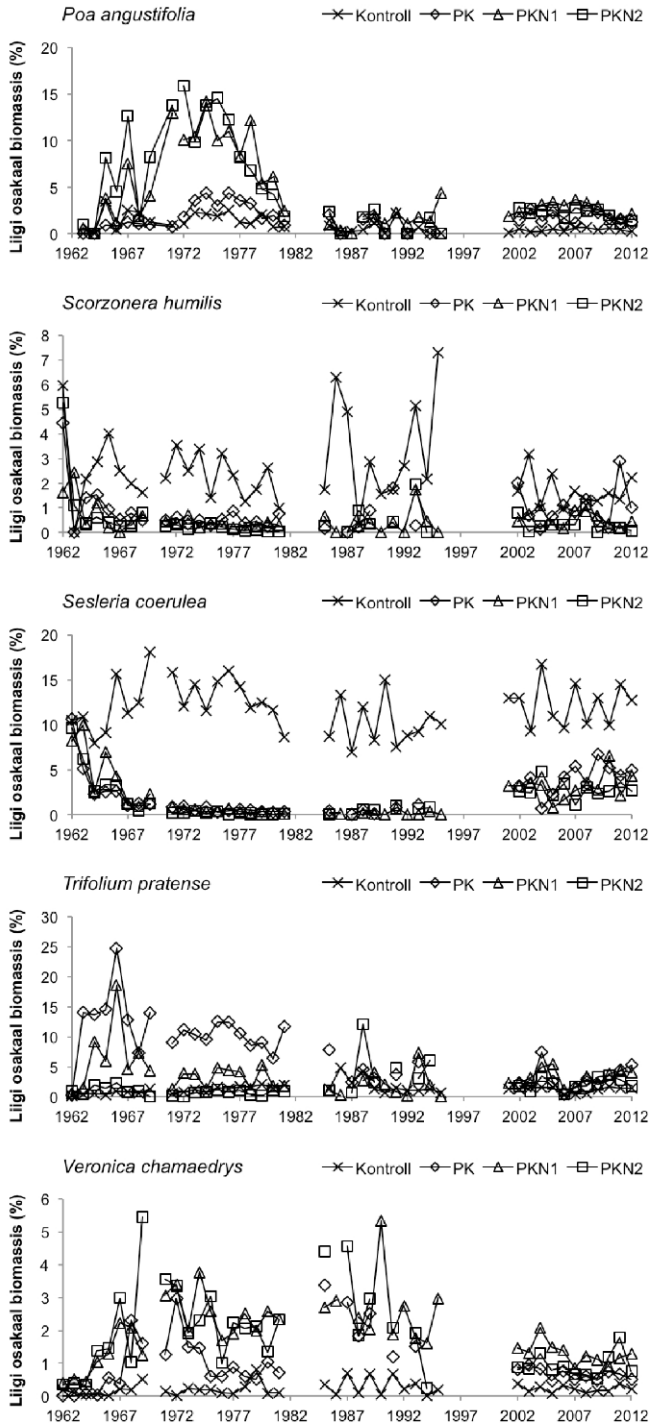 Poa angustifolia
Kontroll PK PKN1 PKN2
Liigi osakaal biomassis (%)
20
15
10
5
0
1962 1967 1972 1977 1982 1987 1992 1997 2002 2007 2012
Scorzonera humilis
Kontroll PK PKN1 PKN2
Liigi osakaal biomassis (%)
8
7
6
5
4
3
2
1
0
1962 1967 1972 1977 1982 1987 1992 1997 2002 2007 2012
Sesleria coerulea
Kontroll PK PKN1 PKN2
Liigi osakaal biomassis (%)
20
15
10
5
0
1962 1967 1972 1977 1982 1987 1992 1997 2002 2007 2012
Trifolium pratense
Kontroll PK PKN1 PKN2
Liigi osakaal biomassis (%)
30
25
20
15
10
5
0
1962 1967 1972 1977 1982 1987 1992 1997 2002 2007 2012
Veronica chamaedrys
Kontroll PK PKN1 PKN2
Liigi osakaal biomassis (%)
6
5
4
3
2
1
0
1962 1967 1972 1977 1982 1987 1992 1997 2002 2007 2012